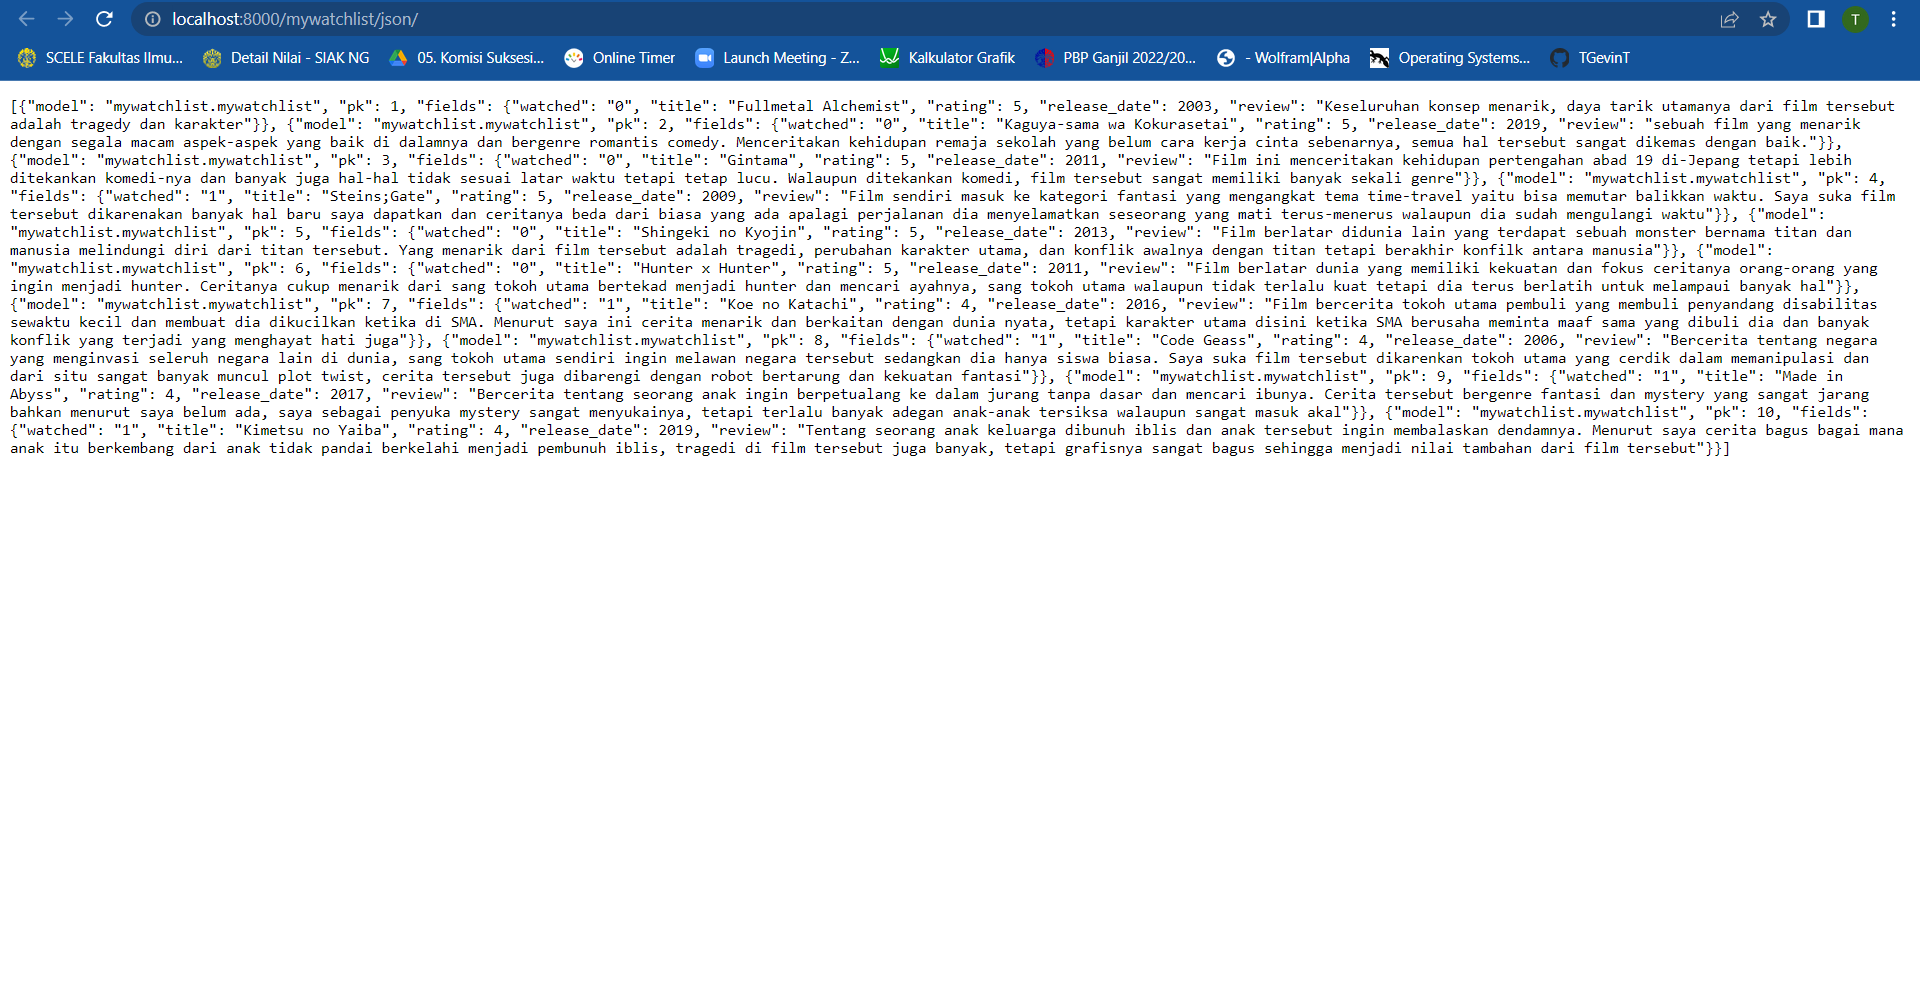 localhost:8000/mywatchlist/json/
T
SCELE Fakultas Ilmu... Detail Nilai - SIAK NG 05. Komisi Suksesi... Online Timer Launch Meeting - Z... Kalkulator Grafik PBP Ganjil 2022/20... - Wolfram|Alpha Operating Systems... TGevinT
[{"model": "mywatchlist.mywatchlist", "pk": 1, "fields": {"watched": "0", "title": "Fullmetal Alchemist", "rating": 5, "release_date": 2003, "review": "Keseluruhan konsep menarik, daya tarik utamanya dari film tersebut
adalah tragedy dan karakter"}}, {"model": "mywatchlist.mywatchlist", "pk": 2, "fields": {"watched": "0", "title": "Kaguya-sama wa Kokurasetai", "rating": 5, "release_date": 2019, "review": "sebuah film yang menarik
dengan segala macam aspek-aspek yang baik di dalamnya dan bergenre romantis comedy. Menceritakan kehidupan remaja sekolah yang belum cara kerja cinta sebenarnya, semua hal tersebut sangat dikemas dengan baik."}},
{"model": "mywatchlist.mywatchlist", "pk": 3, "fields": {"watched": "0", "title": "Gintama", "rating": 5, "release_date": 2011, "review": "Film ini menceritakan kehidupan pertengahan abad 19 di-Jepang tetapi lebih
ditekankan komedi-nya dan banyak juga hal-hal tidak sesuai latar waktu tetapi tetap lucu. Walaupun ditekankan komedi, film tersebut sangat memiliki banyak sekali genre"}}, {"model": "mywatchlist.mywatchlist", "pk": 4,
"fields": {"watched": "1", "title": "Steins;Gate", "rating": 5, "release_date": 2009, "review": "Film sendiri masuk ke kategori fantasi yang mengangkat tema time-travel yaitu bisa memutar balikkan waktu. Saya suka film
tersebut dikarenakan banyak hal baru saya dapatkan dan ceritanya beda dari biasa yang ada apalagi perjalanan dia menyelamatkan seseorang yang mati terus-menerus walaupun dia sudah mengulangi waktu"}}, {"model":
"mywatchlist.mywatchlist", "pk": 5, "fields": {"watched": "0", "title": "Shingeki no Kyojin", "rating": 5, "release_date": 2013, "review": "Film berlatar didunia lain yang terdapat sebuah monster bernama titan dan
manusia melindungi diri dari titan tersebut. Yang menarik dari film tersebut adalah tragedi, perubahan karakter utama, dan konflik awalnya dengan titan tetapi berakhir konfilk antara manusia"}}, {"model":
"mywatchlist.mywatchlist", "pk": 6, "fields": {"watched": "0", "title": "Hunter x Hunter", "rating": 5, "release_date": 2011, "review": "Film berlatar dunia yang memiliki kekuatan dan fokus ceritanya orang-orang yang
ingin menjadi hunter. Ceritanya cukup menarik dari sang tokoh utama bertekad menjadi hunter dan mencari ayahnya, sang tokoh utama walaupun tidak terlalu kuat tetapi dia terus berlatih untuk melampaui banyak hal"}},
{"model": "mywatchlist.mywatchlist", "pk": 7, "fields": {"watched": "1", "title": "Koe no Katachi", "rating": 4, "release_date": 2016, "review": "Film bercerita tokoh utama pembuli yang membuli penyandang disabilitas
sewaktu kecil dan membuat dia dikucilkan ketika di SMA. Menurut saya ini cerita menarik dan berkaitan dengan dunia nyata, tetapi karakter utama disini ketika SMA berusaha meminta maaf sama yang dibuli dia dan banyak
konflik yang terjadi yang menghayat hati juga"}}, {"model": "mywatchlist.mywatchlist", "pk": 8, "fields": {"watched": "1", "title": "Code Geass", "rating": 4, "release_date": 2006, "review": "Bercerita tentang negara
yang menginvasi seleruh negara lain di dunia, sang tokoh utama sendiri ingin melawan negara tersebut sedangkan dia hanya siswa biasa. Saya suka film tersebut dikarenkan tokoh utama yang cerdik dalam memanipulasi dan
dari situ sangat banyak muncul plot twist, cerita tersebut juga dibarengi dengan robot bertarung dan kekuatan fantasi"}}, {"model": "mywatchlist.mywatchlist", "pk": 9, "fields": {"watched": "1", "title": "Made in
Abyss", "rating": 4, "release_date": 2017, "review": "Bercerita tentang seorang anak ingin berpetualang ke dalam jurang tanpa dasar dan mencari ibunya. Cerita tersebut bergenre fantasi dan mystery yang sangat jarang
bahkan menurut saya belum ada, saya sebagai penyuka mystery sangat menyukainya, tetapi terlalu banyak adegan anak-anak tersiksa walaupun sangat masuk akal"}}, {"model": "mywatchlist.mywatchlist", "pk": 10, "fields":
{"watched": "1", "title": "Kimetsu no Yaiba", "rating": 4, "release_date": 2019, "review": "Tentang seorang anak keluarga dibunuh iblis dan anak tersebut ingin membalaskan dendamnya. Menurut saya cerita bagus bagai mana
anak itu berkembang dari anak tidak pandai berkelahi menjadi pembunuh iblis, tragedi di film tersebut juga banyak, tetapi grafisnya sangat bagus sehingga menjadi nilai tambahan dari film tersebut"}}]